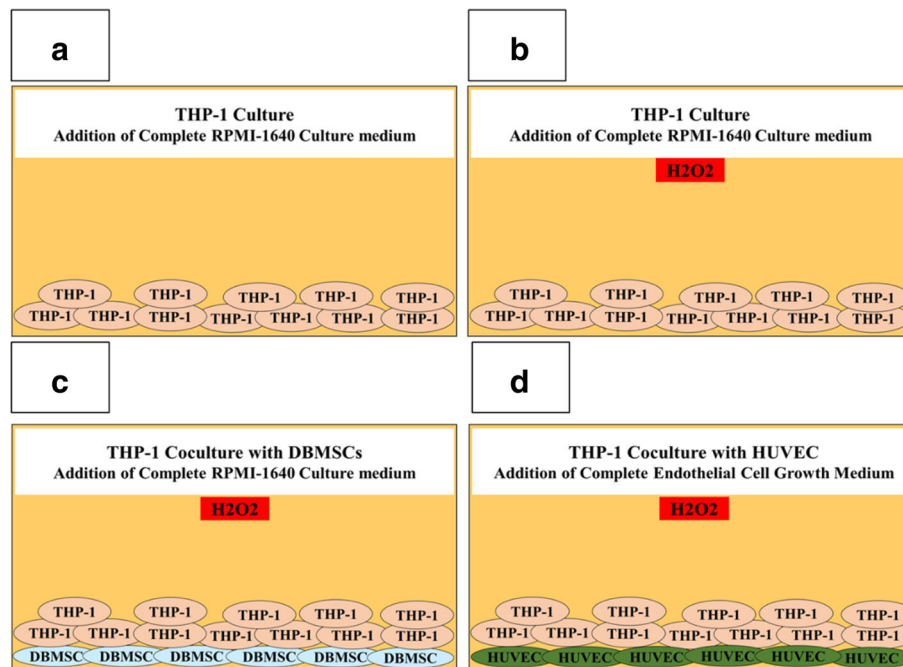 a
THP-1 Culture
Addition of Complete RPMI-1640 Culture medium
THP-1 THP-1 THP-1 THP-1 THP-1
THP-1 THP-1 THP-1 THP-1 THP-1 THP-1 THP-1
b
THP-1 Culture
Addition of Complete RPMI-1640 Culture medium
H2O2
THP-1 THP-1 THP-1 THP-1 THP-1
THP-1 THP-1 THP-1 THP-1 THP-1 THP-1 THP-1
c
THP-1 Coculture with DBMSCs
Addition of Complete RPMI-1640 Culture medium
H2O2
THP-1 THP-1 THP-1 THP-1 THP-1
THP-1 THP-1 THP-1 THP-1 THP-1 THP-1 THP-1
DBMSC DBMSC DBMSC DBMSC DBMSC DBMSC
d
THP-1 Coculture with HUVEC
Addition of Complete Endothelial Cell Growth Medium
H2O2
THP-1 THP-1 THP-1 THP-1 THP-1
THP-1 THP-1 THP-1 THP-1 THP-1 THP-1 THP-1
HUVEC HUVEC HUVEC HUVEC HUVEC HUVEC